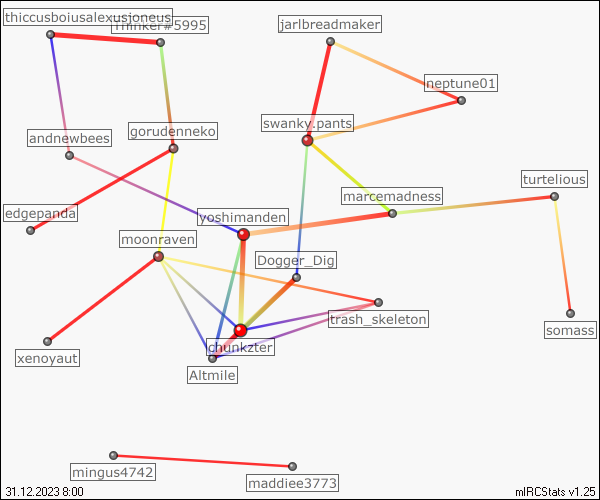 thiccusboiusalexusjoneus
Thinker#5995
jarlbreadmaker
neptune01
swanky.pants
gorudenneko
andnewbees
turtelious
marcemadness
edgepanda
yoshimanden
moonraven
Dogger_Dig
trash_skeleton
somass
chunkzter
xenoyaut
Altmile
mingus4742
maddiee3773
31.12.2023 8:00
mIRCStats v1.25